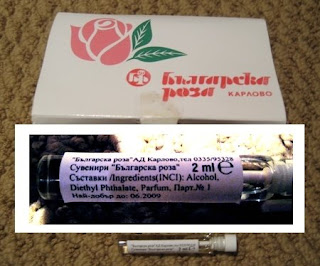 Българска
роза
КАРЛОВО
"Българска роза"АД Карлово,тел 0335/95328
Сувенири "Българска роза" 2 ml ℮
Съставки /Ingredients(INCI): Alcohol,
Diethyl Phthalate, Parfum, Парт.№ 1
Най-добър до: 06.2009